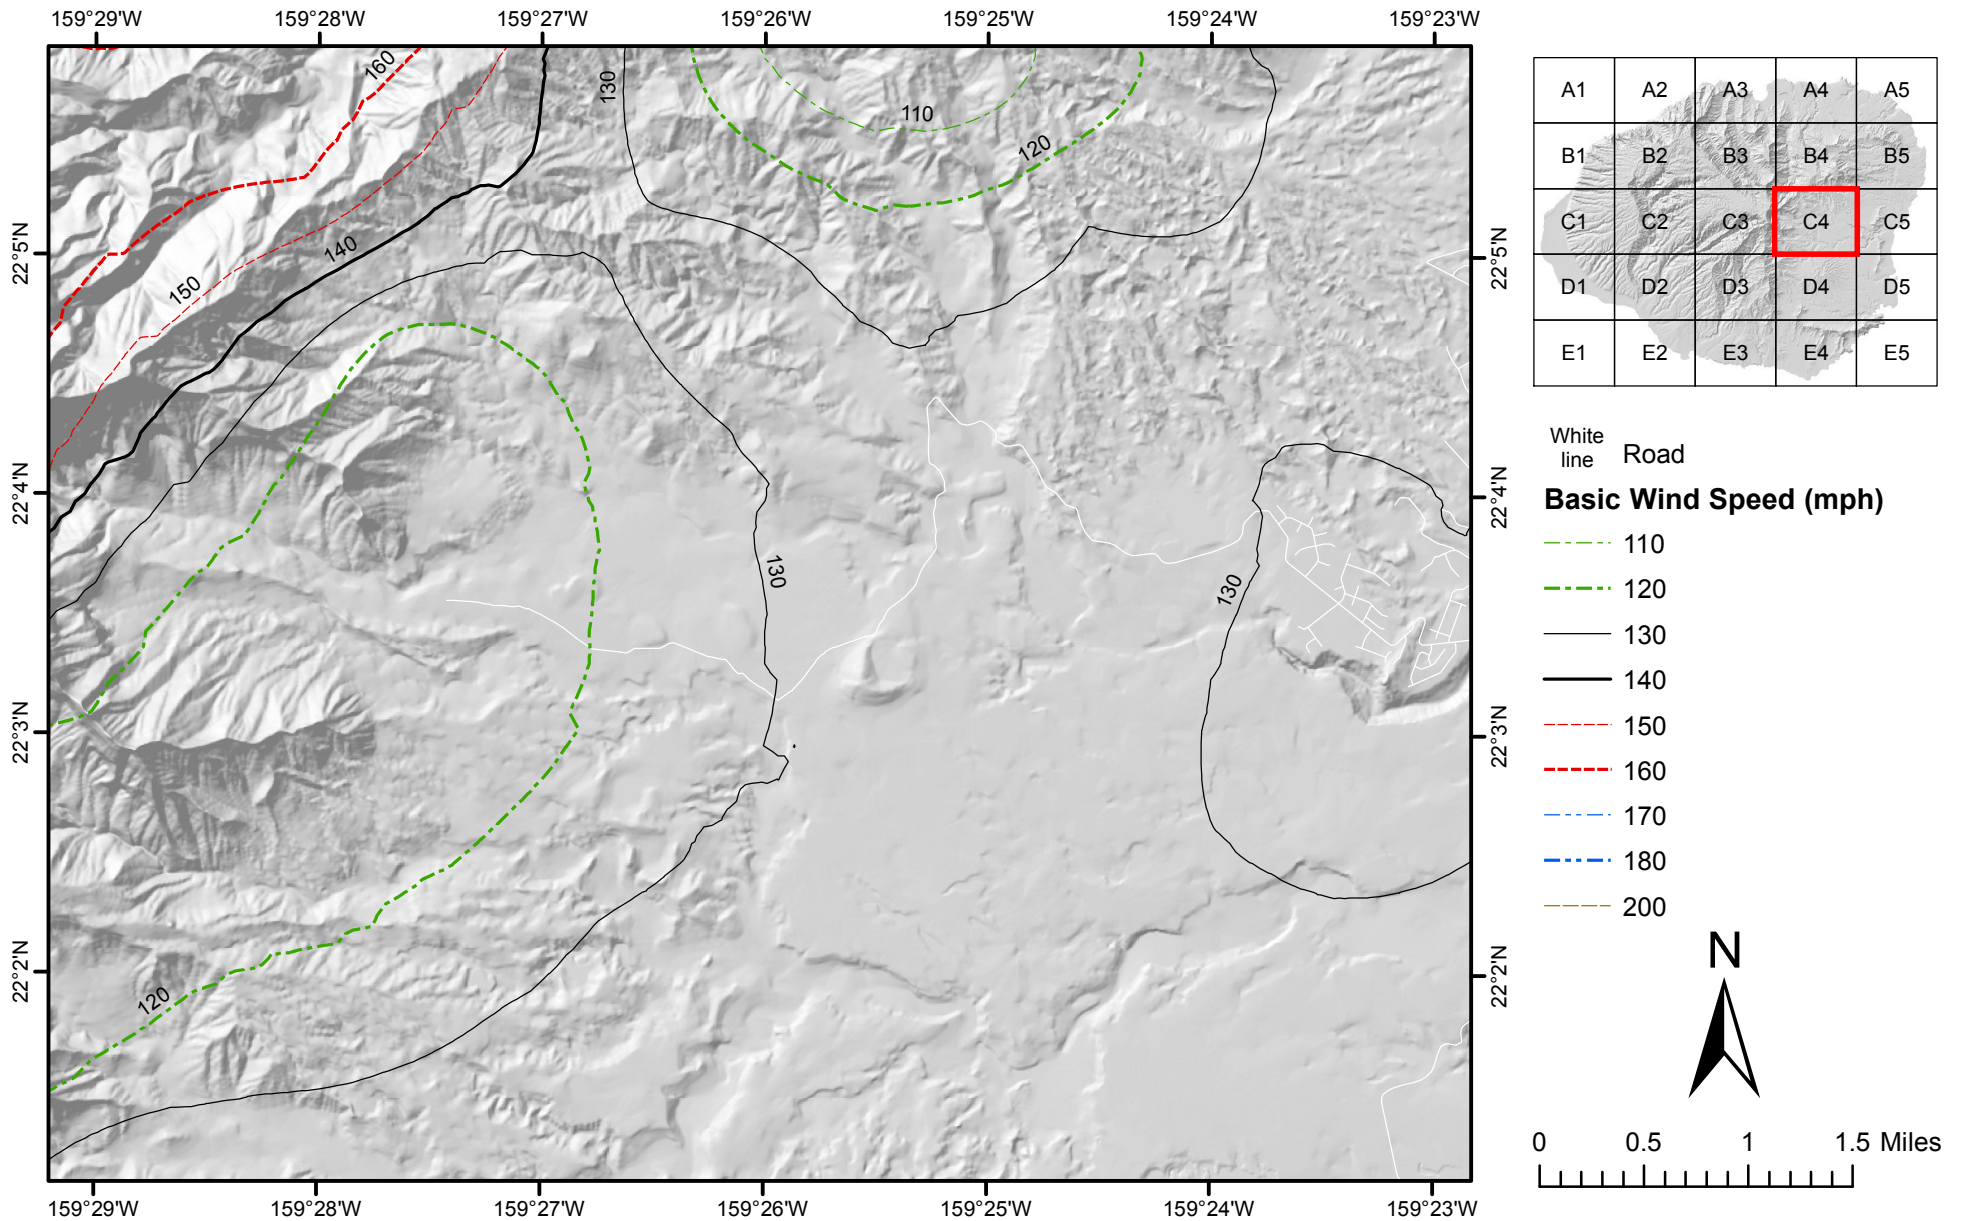 159°29'W 159°28'W 159°27'W 159°26'W 159°25'W 159°24'W 159°23'W
160
130
110
120
140
150
130
130
120
22°5'N
22°4'N
22°3'N
22°2'N
22°5'N
22°4'N
22°3'N
22°2'N
159°29'W 159°28'W 159°27'W 159°26'W 159°25'W 159°24'W 159°23'W
A1 A2 A3 A4 A5
B1 B2 B3 B4 B5
C1 C2 C3 C4 C5
D1 D2 D3 D4 D5
E1 E2 E3 E4 E5
White
line
Road
Basic Wind Speed (mph)
110
120
130
140
150
160
170
180
200
N
0 0.5 1 1.5 Miles